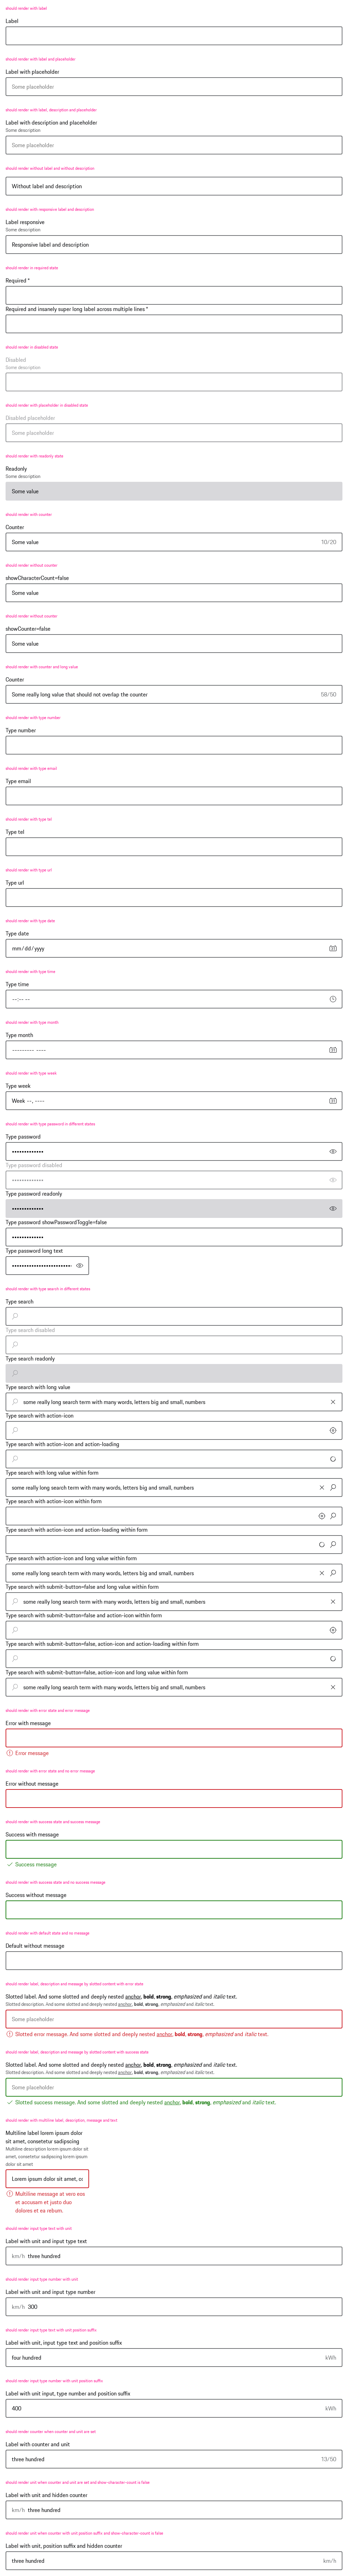 should render with label
Label
should render with label and placeholder
Label with placeholder
Some placeholder
should render with label, description and placeholder
Label with description and placeholder
Some description
Some placeholder
should render without label and without description
Without label and description
should render with responsive label and description
Label responsive
Some description
Responsive label and description
should render in required state
Required *
Required and insanely super long label across multiple lines *
should render in disabled state
Disabled
Some description
should render with placeholder in disabled state
Disabled placeholder
Some placeholder
should render with readonly state
Readonly
Some description
Some value
should render with counter
Counter
Some value 10/20
should render without counter
showCharacterCount=false
Some value
should render without counter
showCounter=false
Some value
should render with counter and long value
Counter
Some really long value that should not overlap the counter 58/50
should render with type number
Type number
should render with type email
Type email
should render with type tel
Type tel
should render with type url
Type url
should render with type date
Type date
mm/dd/yyyy
should render with type time
Type time
--:-- --
should render with type month
Type month
--------- ----
should render with type week
Type week
Week --, ----
should render with type password in different states
Type password
Type password disabled
Type password readonly
Type password showPasswordToggle=false
Type password long text
should render with type search in different states
Type search
Type search disabled
Type search readonly
Type search with long value
some really long search term with many words, letters big and small, numbers
Type search with action-icon
Type search with action-icon and action-loading
Type search with long value within form
some really long search term with many words, letters big and small, numbers
Type search with action-icon within form
Type search with action-icon and action-loading within form
Type search with action-icon and long value within form
some really long search term with many words, letters big and small, numbers
Type search with submit-button=false and long value within form
some really long search term with many words, letters big and small, numbers
Type search with submit-button=false and action-icon within form
Type search with submit-button=false, action-icon and action-loading within form
Type search with submit-button=false, action-icon and long value within form
some really long search term with many words, letters big and small, numbers
should render with error state and error message
Error with message
Error message
should render with error state and no error message
Error without message
should render with success state and success message
Success with message
Success message
should render with success state and no success message
Success without message
should render with default state and no message
Default without message
should render label, description and message by slotted content with error state
Slotted label. And some slotted and deeply nested anchor, bold, strong, emphasized and italic text.
Slotted description. And some slotted and deeply nested anchor, bold, strong, emphasized and italic text.
Some placeholder
Slotted error message. And some slotted and deeply nested anchor, bold, strong, emphasized and italic text.
should render label, description and message by slotted content with success state
Slotted label. And some slotted and deeply nested anchor, bold, strong, emphasized and italic text.
Slotted description. And some slotted and deeply nested anchor, bold, strong, emphasized and italic text.
Some placeholder
Slotted success message. And some slotted and deeply nested anchor, bold, strong, emphasized and italic text.
should render with multiline label, description, message and text
Multiline label lorem ipsum dolor
sit amet, consetetur sadipscing
Multiline description lorem ipsum dolor sit
amet, consetetur sadipscing lorem ipsum
dolor sit amet
Lorem ipsum dolor sit amet,
Multiline message at vero eos
et accusam et justo duo
dolores et ea rebum.
should render input type text with unit
Label with unit and input type text
km/h three hundred
should render input type number with unit
Label with unit and input type number
km/h 300
should render input type text with unit position suffix
Label with unit, input type text and position suffix
four hundred kWh
should render input type number with unit position suffix
Label with unit input, type number and position suffix
400 kWh
should render counter when counter and unit are set
Label with counter and unit
three hundred 13/50
should render unit when counter and unit are set and show-character-count is false
Label with unit and hidden counter
km/h three hundred
should render unit when counter with unit position suffix and show-character-count is false
Label with unit, position suffix and hidden counter
three hundred km/h